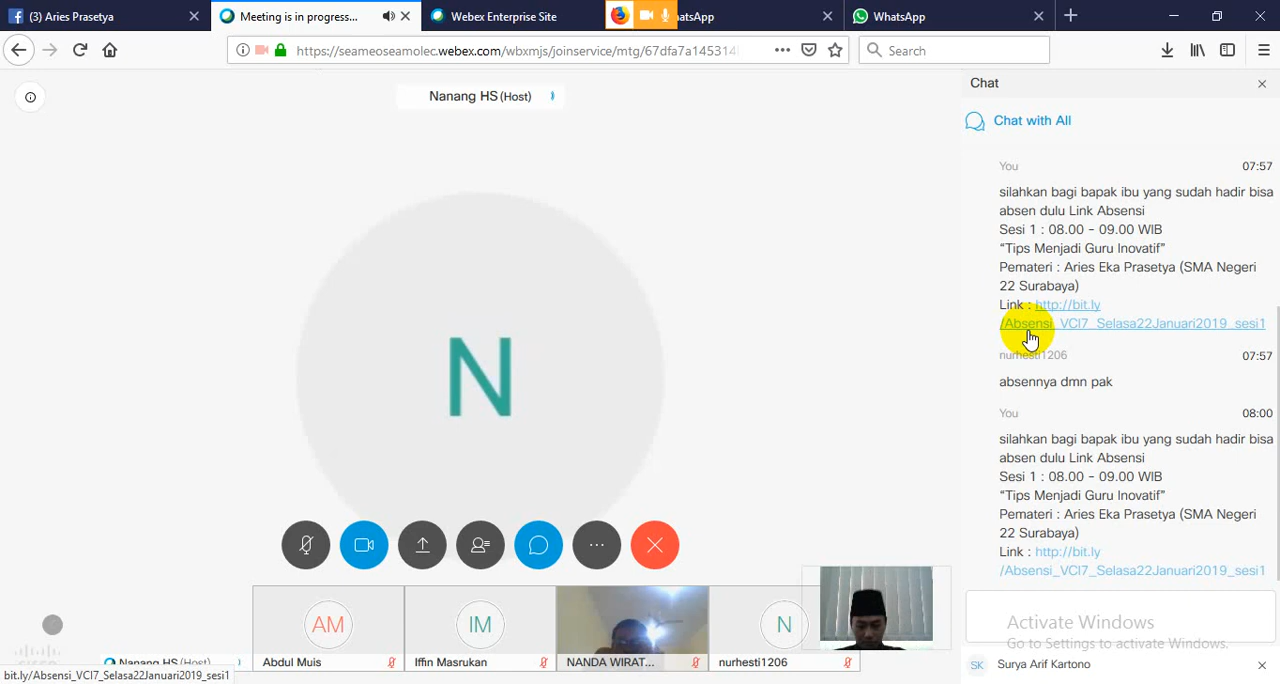 (3) Aries Prasetya
Meeting is in progress...
Webex Enterprise Site
atsApp
WhatsApp
https://seameoseamolec.webex.com/wbxmjs/joinservice/mtg/67dfa7a145314
Search
Nanang HS (Host)
N
Chat
Chat with All
You 07:57
silahkan bagi bapak ibu yang sudah hadir bisa
absen dulu Link Absensi
Sesi 1 : 08.00 - 09.00 WIB
“Tips Menjadi Guru Inovatif”
Pemateri : Aries Eka Prasetya (SMA Negeri
22 Surabaya)
Link : http://bit.ly
/Absensi_VCI7_Selasa22Januari2019_sesi1
nurhesti1206 07:57
absennya dmn pak
You 08:00
silahkan bagi bapak ibu yang sudah hadir bisa
absen dulu Link Absensi
Sesi 1 : 08.00 - 09.00 WIB
“Tips Menjadi Guru Inovatif”
Pemateri : Aries Eka Prasetya (SMA Negeri
22 Surabaya)
Link : http://bit.ly
/Absensi_VCI7_Selasa22Januari2019_sesi1
Activate Windows
Go to Settings to activate Windows.
SK Surya Arif Kartono
AM
Abdul Muis
IM
Iffin Masrukan
NANDA WIRAT...
N
nurhesti1206
Nanang HS (Host)
bit.ly/Absensi_VCI7_Selasa22Januari2019_sesi1